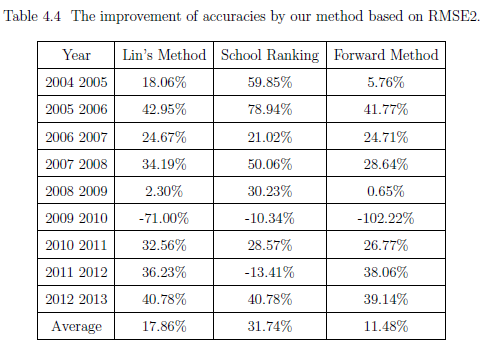 Table 4.4 The improvement of accuracies by our method based on RMSE2.
Year Lin's Method School Ranking Forward Method
2004 2005 18.06% 59.85% 5.76%
2005 2006 42.95% 78.94% 41.77%
2006 2007 24.67% 21.02% 24.71%
2007 2008 34.19% 50.06% 28.64%
2008 2009 2.30% 30.23% 0.65%
2009 2010 -71.00% -10.34% -102.22%
2010 2011 32.56% 28.57% 26.77%
2011 2012 36.23% -13.41% 38.06%
2012 2013 40.78% 40.78% 39.14%
Average 17.86% 31.74% 11.48%